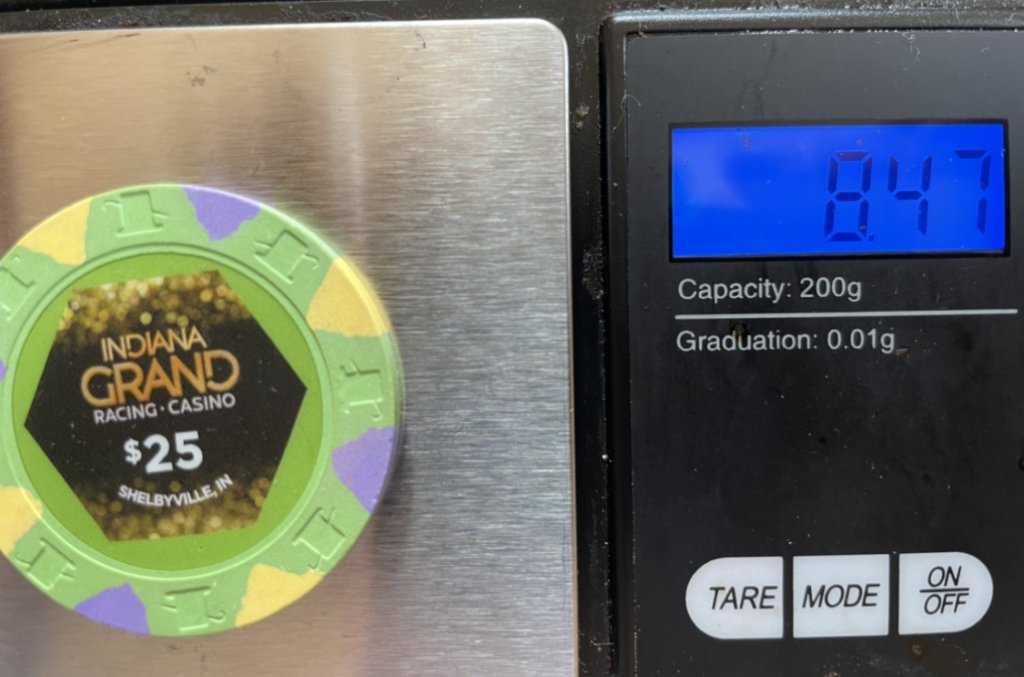 INDIANA
GRAND
RACING · CASINO
$25
SHELBYVILLE, IN
8.47
Capacity: 200g
Graduation: 0.01g
TARE
MODE
ON
OFF